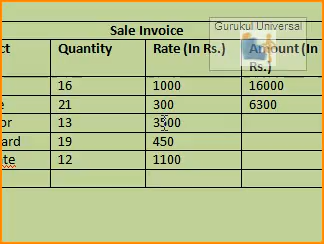 Gurukul Universal
Sale Invoice
ct Quantity Rate (In Rs.) Amount (In Rs.)
16 1000 16000
e 21 300 6300
or 13 3500
ard 19 450
te 12 1100